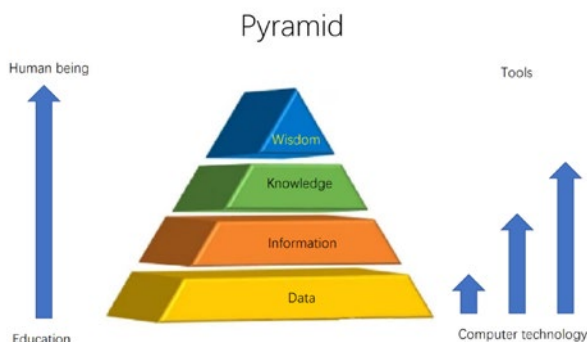 Pyramid
Human being
Tools
Wisdom
Knowledge
Information
Data
Education
Computer technology